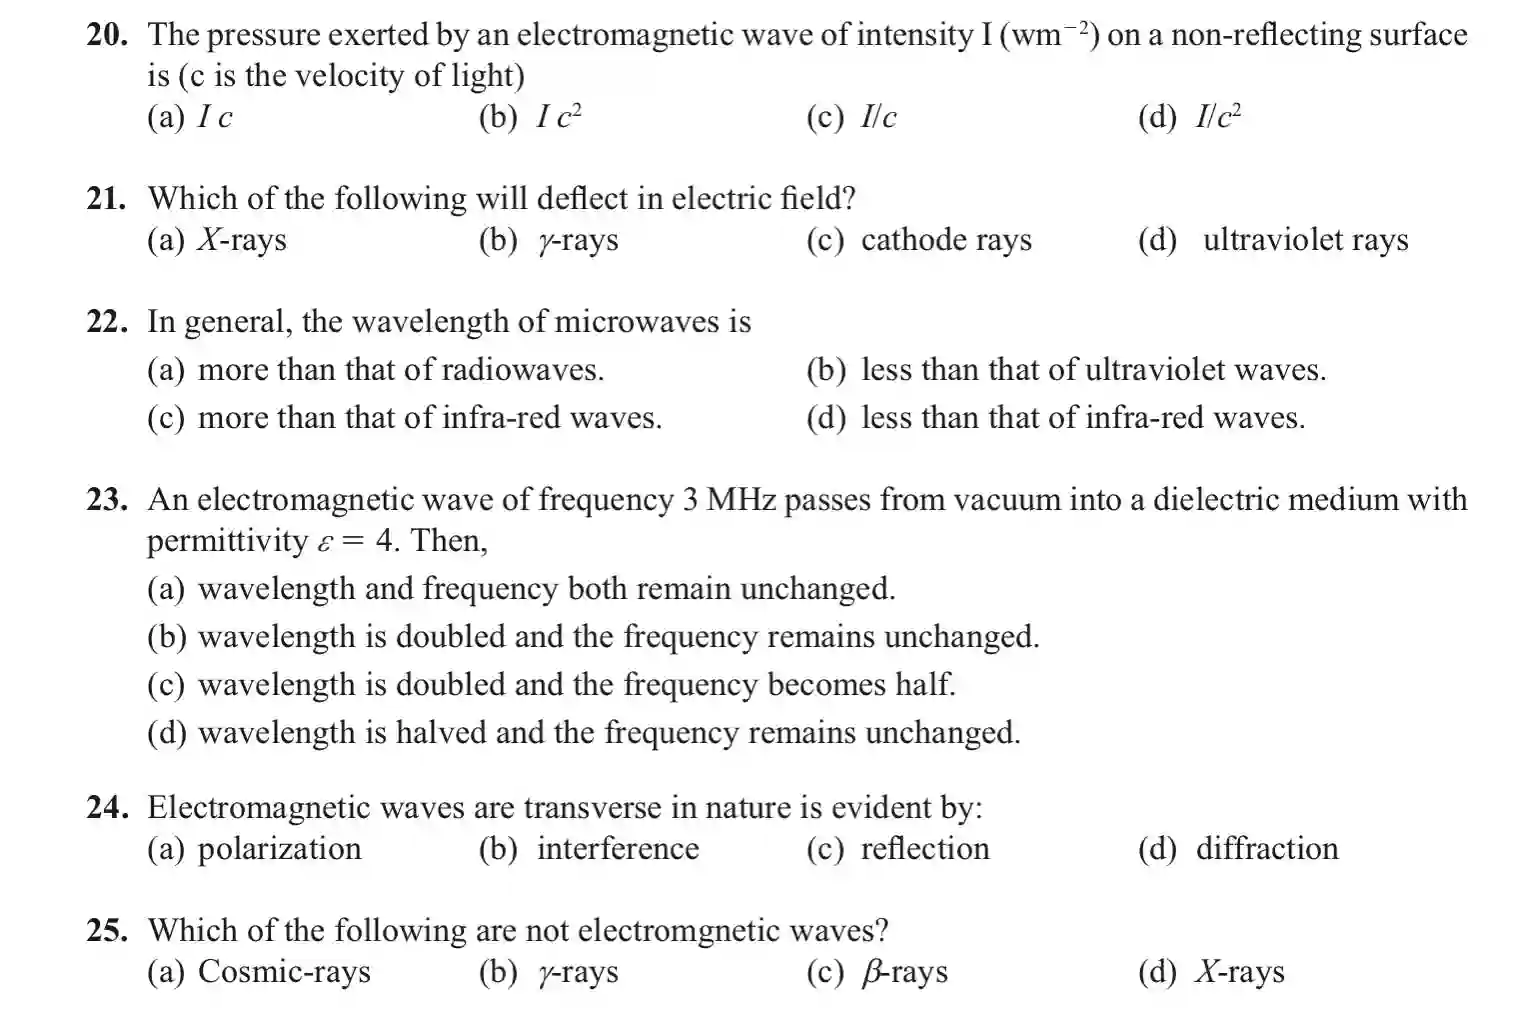 20. The pressure exerted by an electromagnetic wave of intensity I (wm⁻²) on a non-reflecting surface
is (c is the velocity of light)
(a) I c (b) I c² (c) I/c (d) I/c²
21. Which of the following will deflect in electric field?
(a) X-rays (b) γ-rays (c) cathode rays (d) ultraviolet rays
22. In general, the wavelength of microwaves is
(a) more than that of radiowaves. (b) less than that of ultraviolet waves.
(c) more than that of infra-red waves. (d) less than that of infra-red waves.
23. An electromagnetic wave of frequency 3 MHz passes from vacuum into a dielectric medium with
permittivity ε = 4. Then,
(a) wavelength and frequency both remain unchanged.
(b) wavelength is doubled and the frequency remains unchanged.
(c) wavelength is doubled and the frequency becomes half.
(d) wavelength is halved and the frequency remains unchanged.
24. Electromagnetic waves are transverse in nature is evident by:
(a) polarization (b) interference (c) reflection (d) diffraction
25. Which of the following are not electromgnetic waves?
(a) Cosmic-rays (b) γ-rays (c) β-rays (d) X-rays